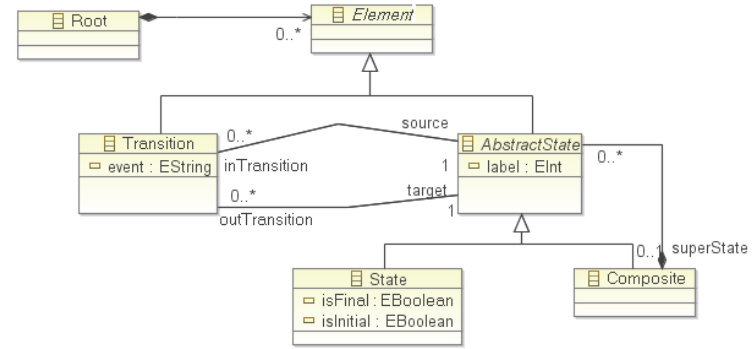 Root
Element
0..*
Transition
event : EString
0..*
inTransition
source
1
AbstractState
label : EInt
0..*
0..*
outTransition
target
1
0..1
superState
State
isFinal : EBoolean
isInitial : EBoolean
Composite